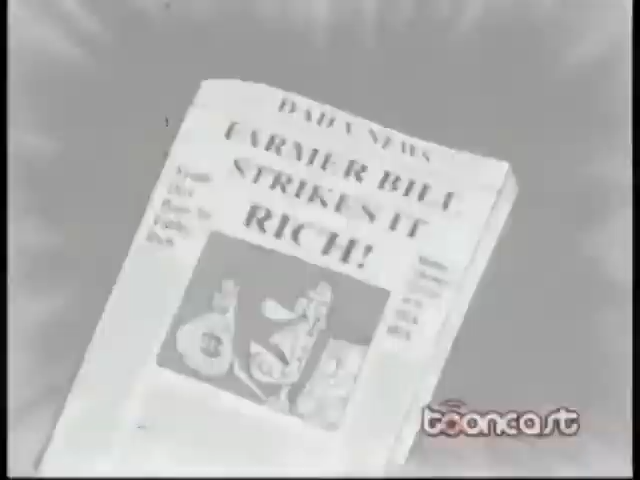 DAILY NEWS
FARMER BILL
STRIKES IT
RICH!
tooncast